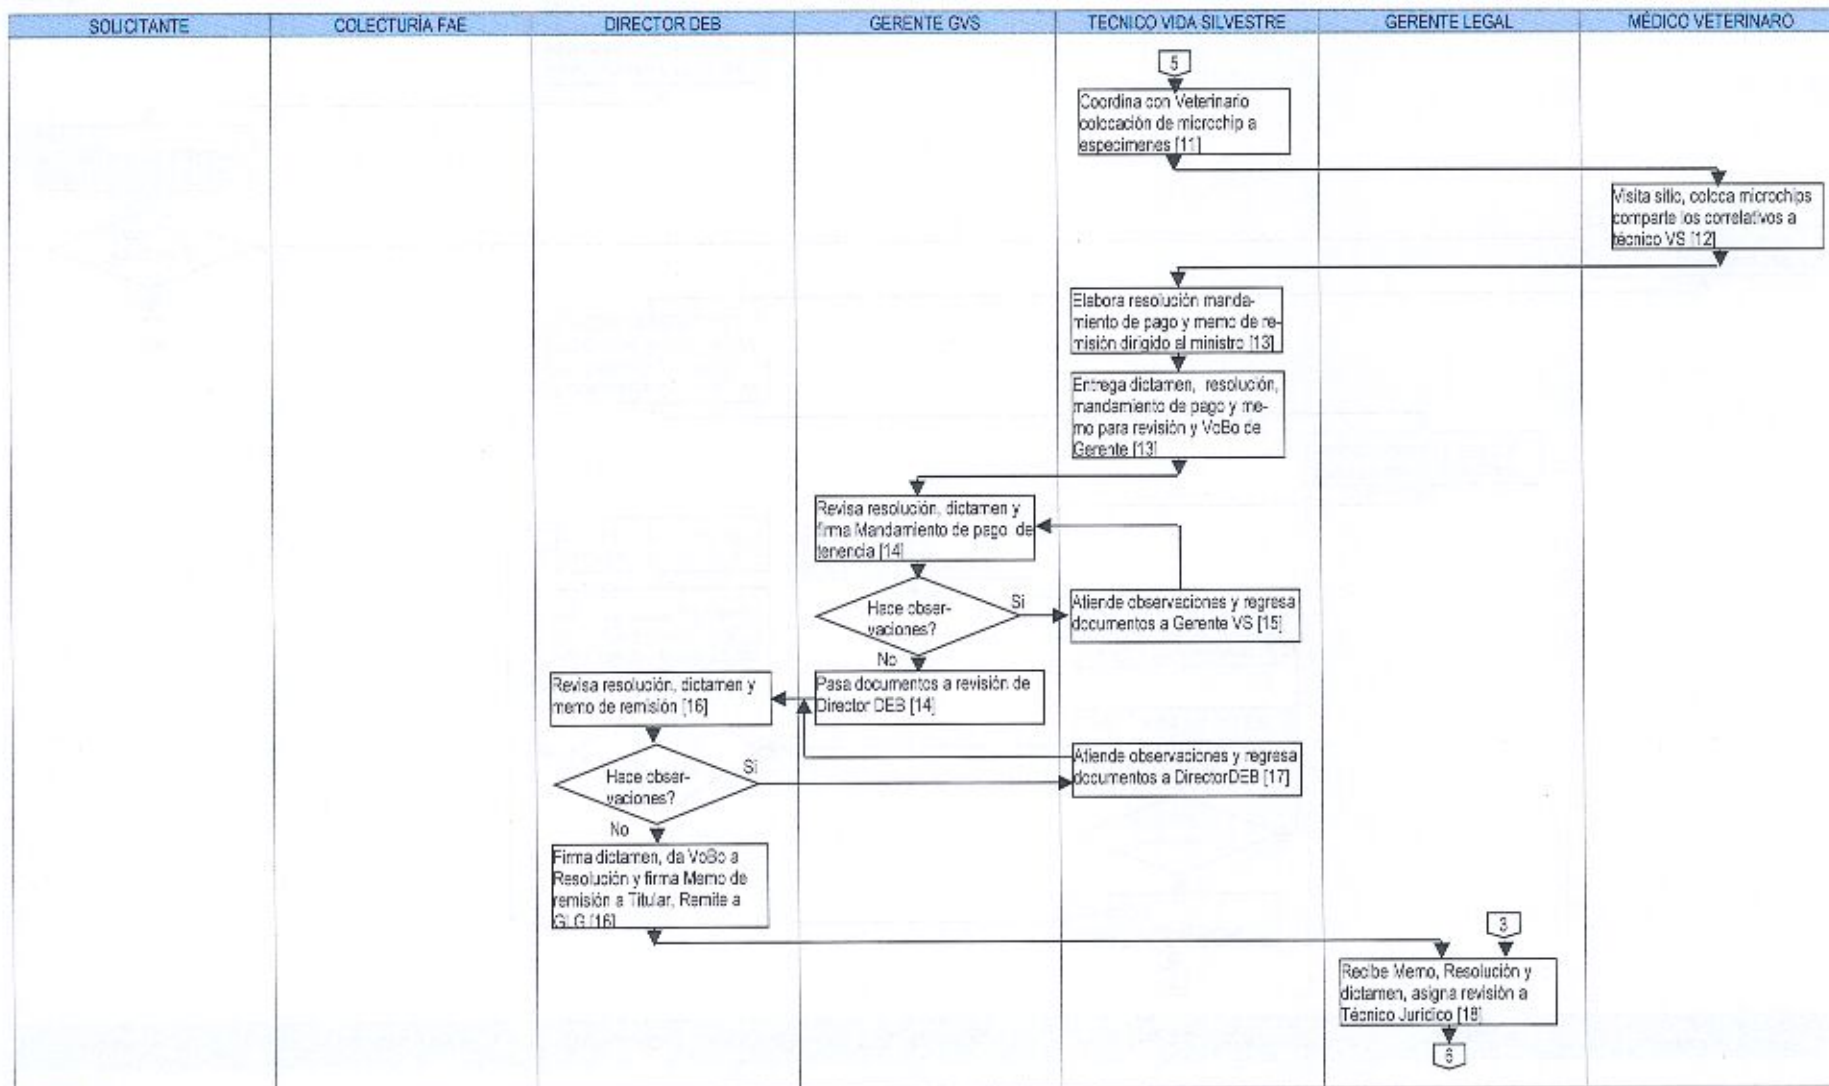 SOLICITANTE
COLECTURÍA FAE
DIRECTOR DEB
GERENTE GVS
TECNICO VIDA SILVESTRE
GERENTE LEGAL
MÉDICO VETERINARO
5
Coordina con Veterinario
colocación de microchip a
especimenes [11]
Visita sitio, coloca microchips
comparte los correlativos a
técnico VS [12]
Elabora resolución manda-
miento de pago y memo de re-
misión dirigido al ministro [13]
Entrega dictamen, resolución,
mandamiento de pago y me-
mo para revisión y VoBo de
Gerente [13]
Revisa resolución, dictamen y
firma Mandamiento de pago de
tenencia [14]
Hace obser-
vaciones?
Si
Atiende observaciones y regresa
documentos a Gerente VS [15]
No
Pasa documentos a revisión de
Director DEB [14]
Revisa resolución, dictamen y
memo de remisión [16]
Hace obser-
vaciones?
Si
Atiende observaciones y regresa
documentos a DirectorDEB [17]
No
Firma dictamen, da VoBo a
Resolución y firma Memo de
remisión a Titular, Remite a
GLG [16]
3
Recibe Memo, Resolución y
dictamen, asigna revisión a
Técnico Jurídico [18]
6